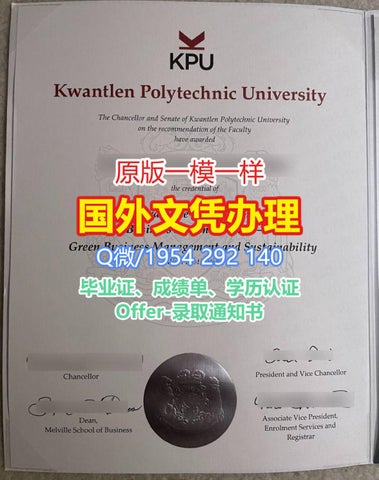 KPU
Kwantlen Polytechnic University
The Chancellor and Senate of Kwantlen Polytechnic University
on the recommendation of the Faculty
have awarded
原版一模一样
the credential of
国外文凭办理
Green Business Management and Sustainability
Q微/1954 292 140
毕业证、成绩单、学历认证
Offer 录取通知书
Chancellor
President and Vice Chancellor
Dean,
Melville School of Business
Associate Vice President,
Enrolment Services and
Registrar